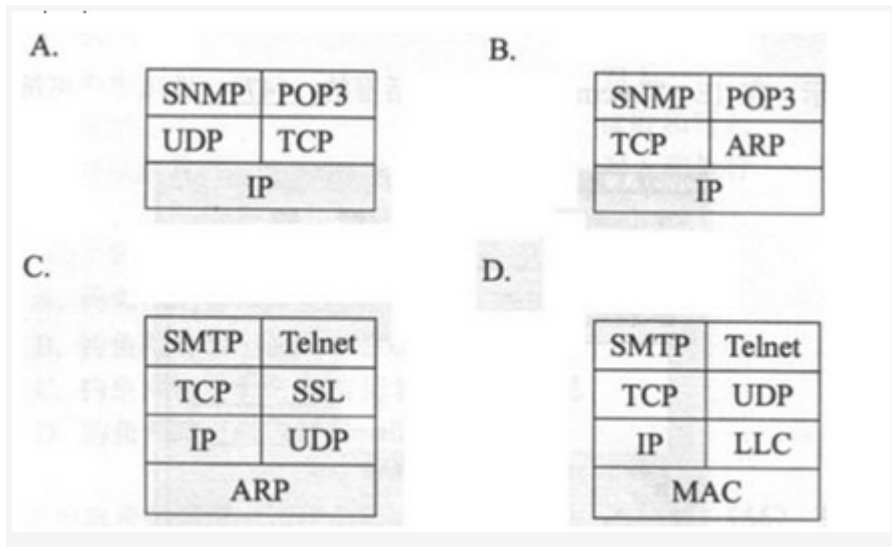 A.
SNMP POP3
UDP TCP
IP
B.
SNMP POP3
TCP ARP
IP
C.
SMTP Telnet
TCP SSL
IP UDP
ARP
D.
SMTP Telnet
TCP UDP
IP LLC
MAC